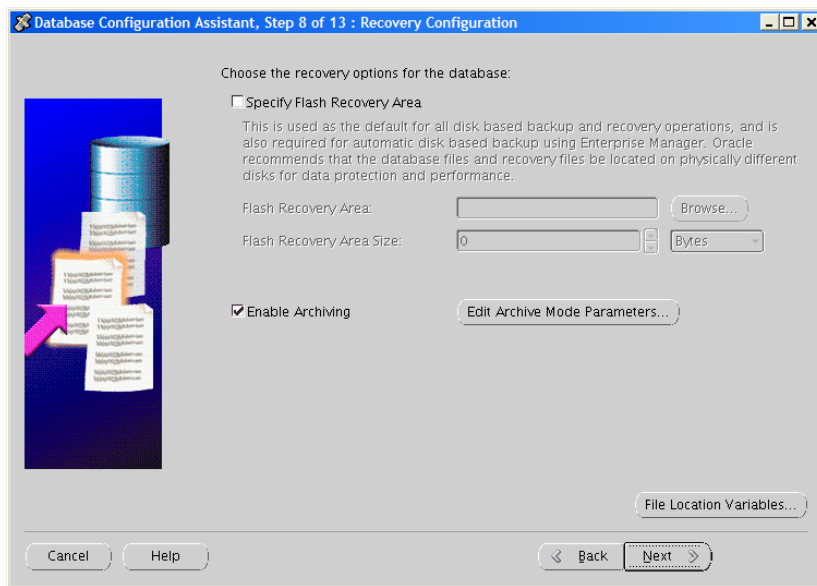 Database Configuration Assistant, Step 8 of 13 : Recovery Configuration
Choose the recovery options for the database:
Specify Flash Recovery Area
This is used as the default for all disk based backup and recovery operations, and is
also required for automatic disk based backup using Enterprise Manager. Oracle
recommends that the database files and recovery files be located on physically different
disks for data protection and performance.
Flash Recovery Area:
Browse...
Flash Recovery Area Size:
0
Bytes
Enable Archiving
Edit Archive Mode Parameters...
File Location Variables...
Cancel
Help
Back
Next